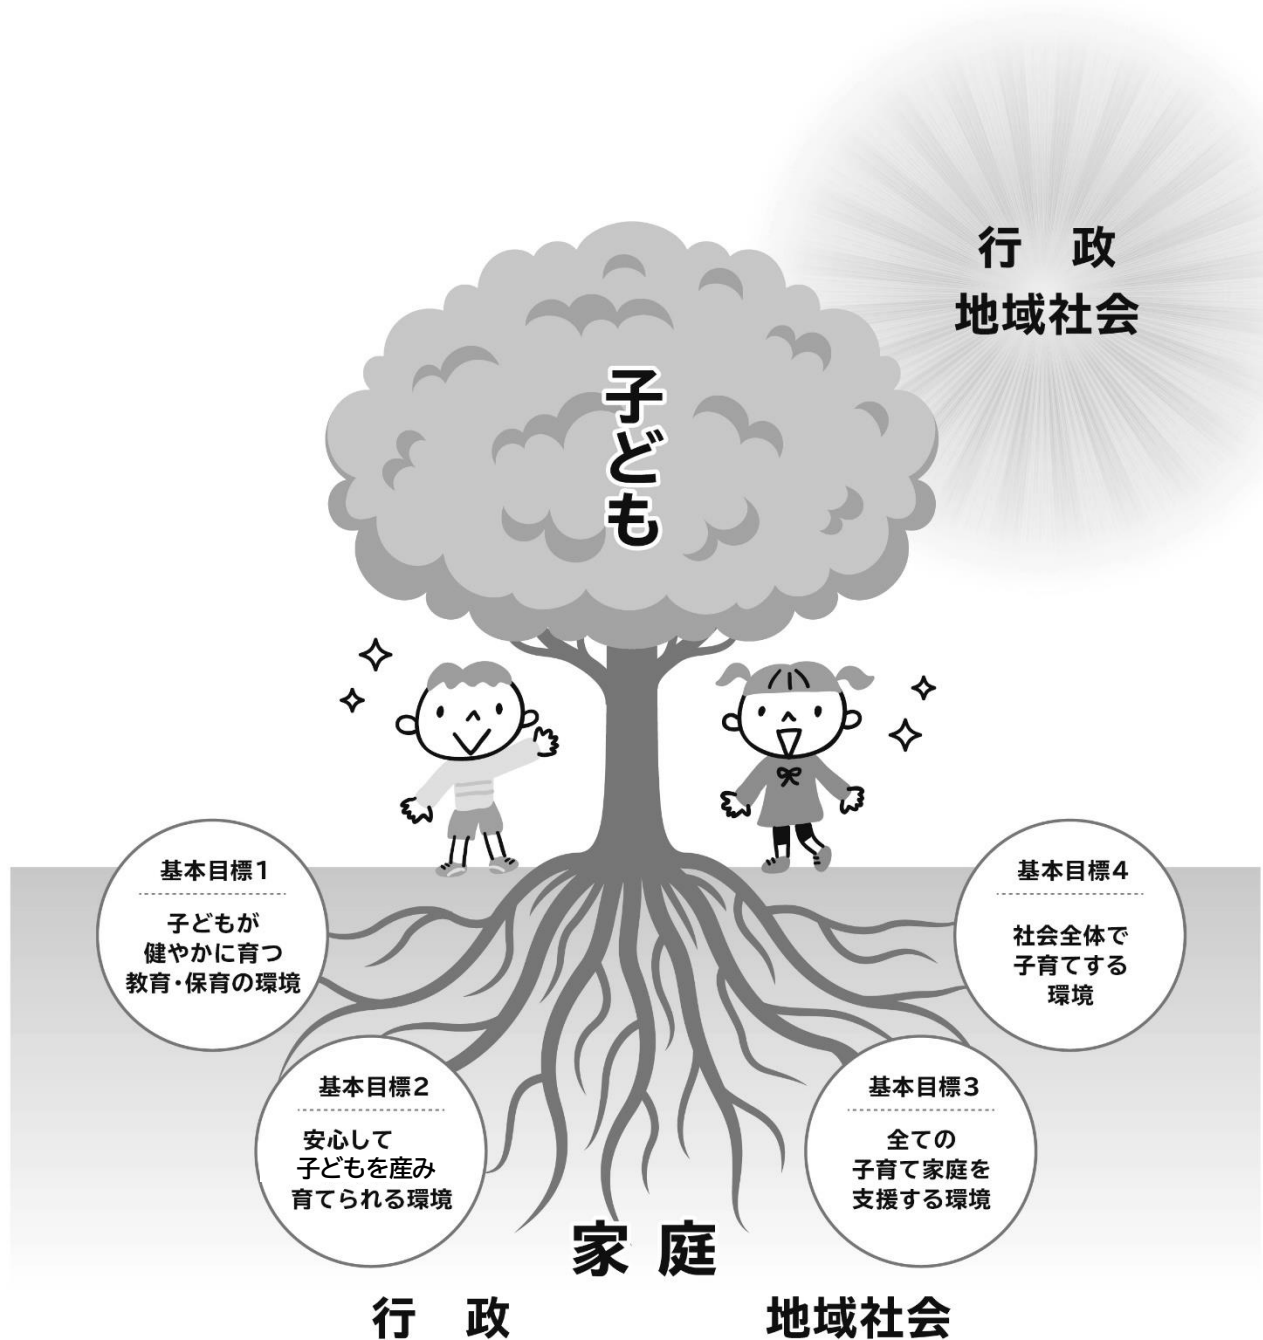 行　政
地域社会
子ども
基本目標1
子どもが
健やかに育つ
教育・保育の環境
基本目標2
安心して
子どもを産み
育てられる環境
基本目標3
全ての
子育て家庭を
支援する環境
基本目標4
社会全体で
子育てする
環境
家 庭
行　政
地域社会